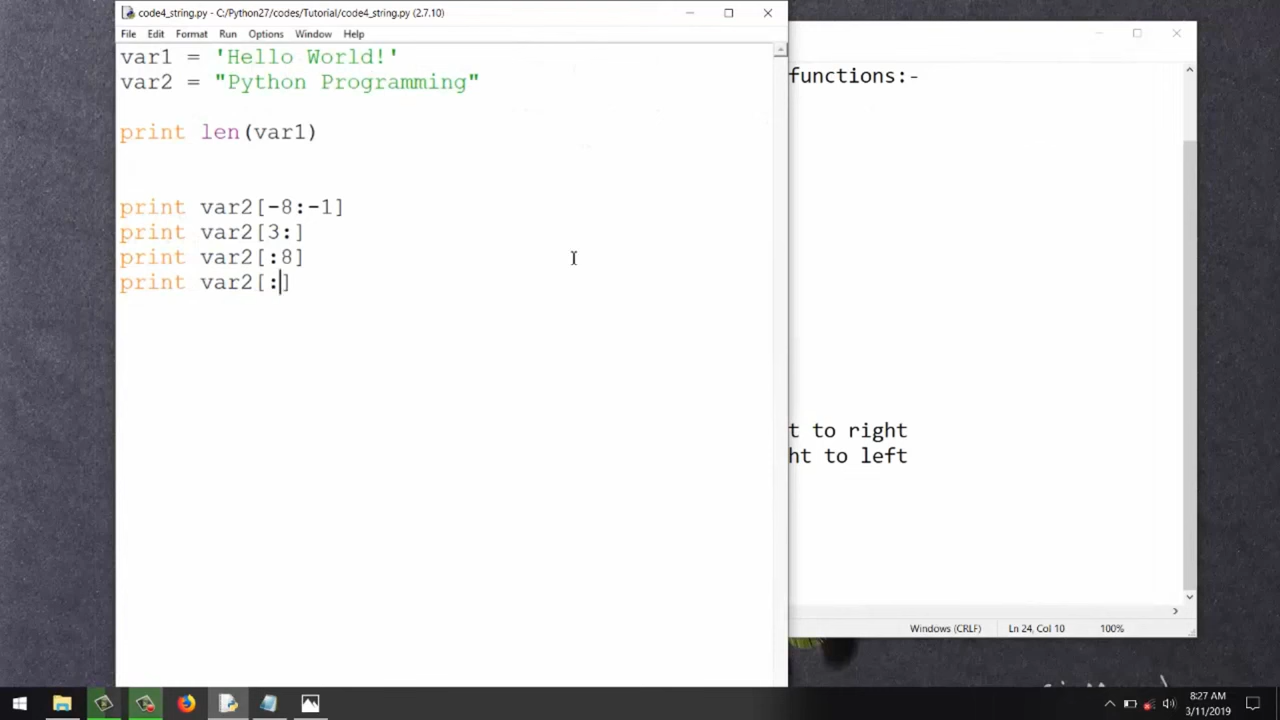 code4_string.py - C:/Python27/codes/Tutorial/code4_string.py (2.7.10)
File Edit Format Run Options Window Help
var1 = 'Hello World!'
var2 = "Python Programming"
print len(var1)
print var2[-8:-1]
print var2[3:]
print var2[:8]
print var2[:]
functions:-
t to right
ht to left
Windows (CRLF) Ln 24, Col 10 100%
8:27 AM
3/11/2019